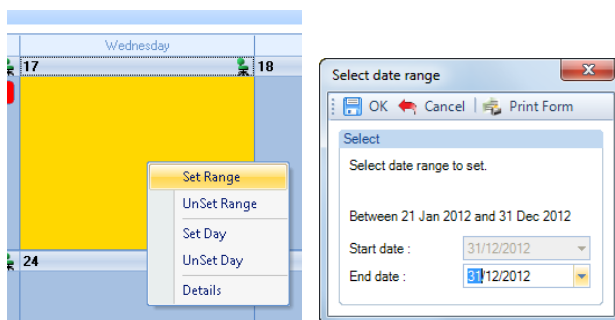 Wednesday
17
18
Set Range
UnSet Range
Set Day
UnSet Day
Details
24
Select date range
OK Cancel Print Form
Select
Select date range to set.
Between 21 Jan 2012 and 31 Dec 2012
Start date : 31/12/2012
End date : 31/12/2012